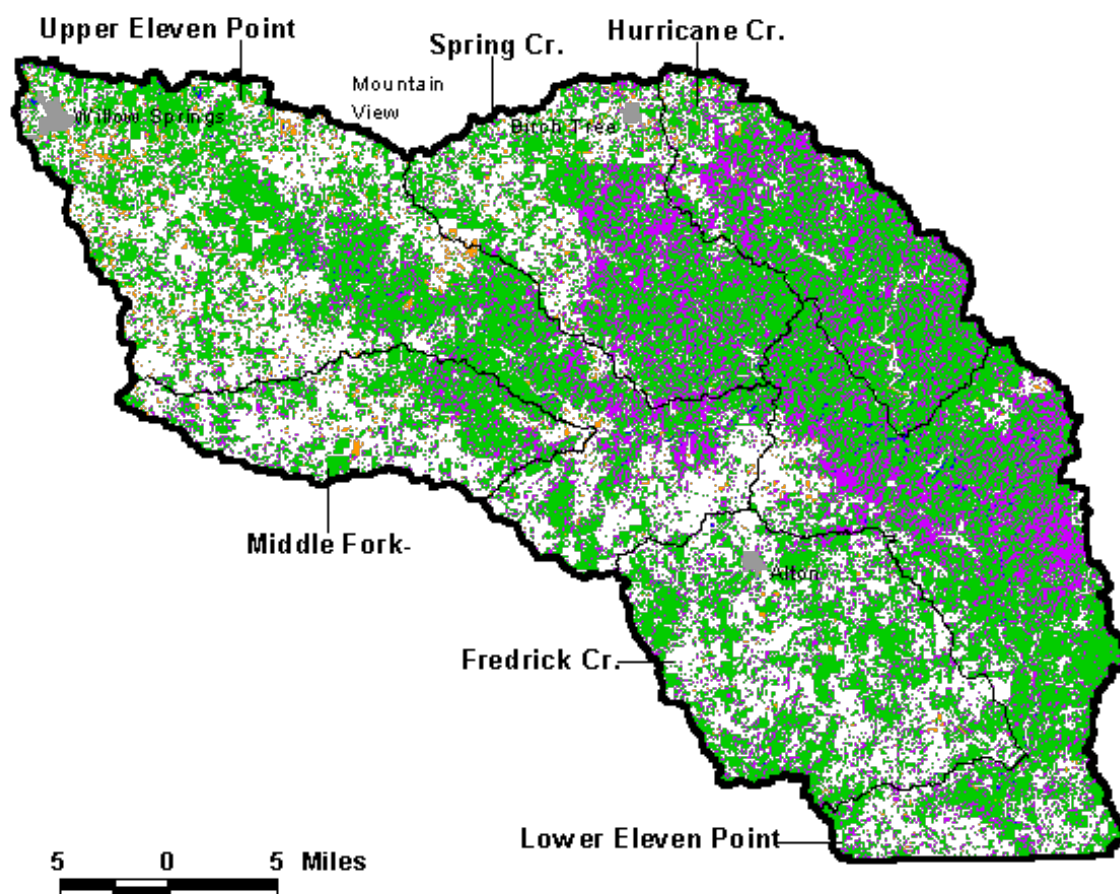 Upper Eleven Point
Spring Cr.
Hurricane Cr.
Mountain
View
Willow Springs
Bitch Tree
Middle Fork-
Alton
Fredrick Cr.
Lower Eleven Point
5 0 5 Miles